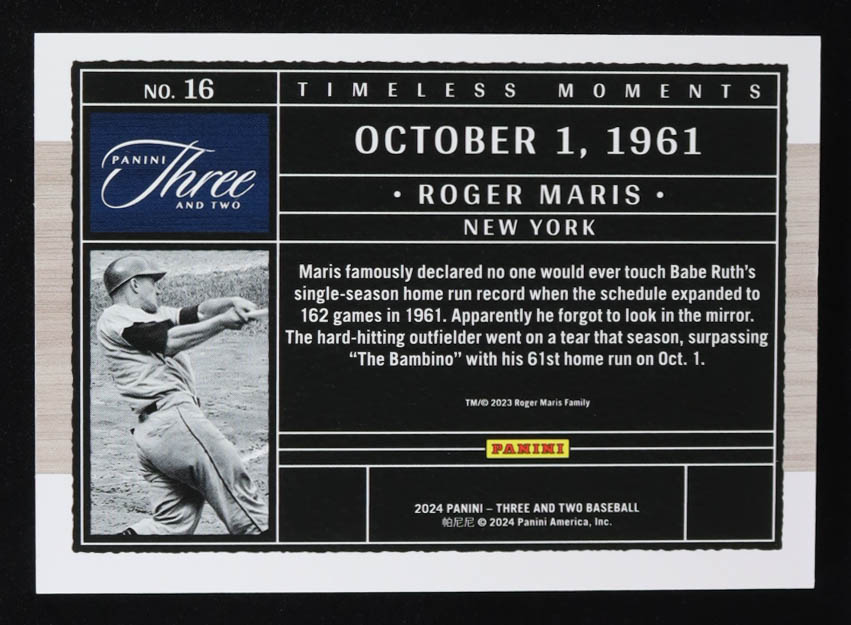 NO. 16
TIMELESS MOMENTS
PANINI
Three
AND TWO
OCTOBER 1, 1961
• ROGER MARIS •
NEW YORK
Maris famously declared no one would ever touch Babe Ruth's
single-season home run record when the schedule expanded to
162 games in 1961. Apparently he forgot to look in the mirror.
The hard-hitting outfielder went on a tear that season, surpassing
"The Bambino" with his 61st home run on Oct. 1.
TM/© 2023 Roger Maris Family
PANINI
2024 PANINI – THREE AND TWO BASEBALL
帕尼尼 © 2024 Panini America, Inc.